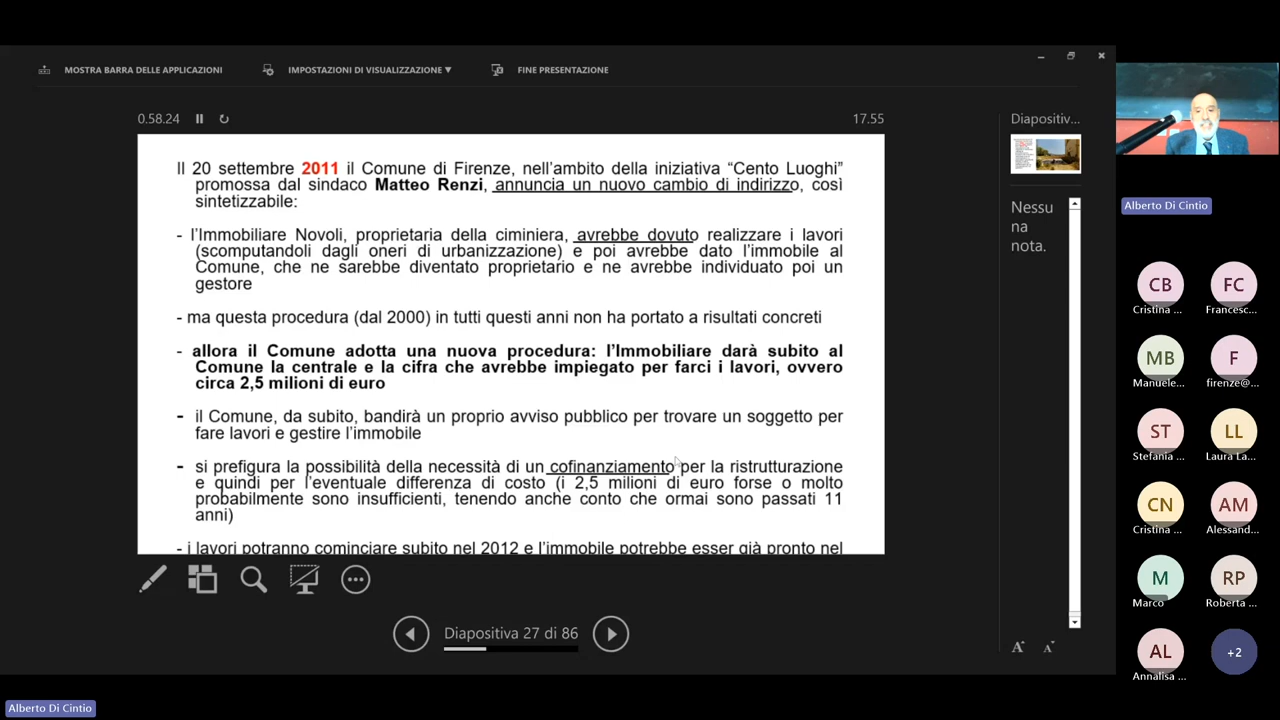 MOSTRA BARRA DELLE APPLICAZIONI
IMPOSTAZIONI DI VISUALIZZAZIONE ▼
FINE PRESENTAZIONE
0.58.24
17.55
Il 20 settembre 2011 il Comune di Firenze, nell'ambito della iniziativa “Cento Luoghi”
promossa dal sindaco Matteo Renzi, annuncia un nuovo cambio di indirizzo, così
sintetizzabile:
- l'Immobiliare Novoli, proprietaria della ciminiera, avrebbe dovuto realizzare i lavori
(scomputandoli dagli oneri di urbanizzazione) e poi avrebbe dato l'immobile al
Comune, che ne sarebbe diventato proprietario e ne avrebbe individuato poi un
gestore
- ma questa procedura (dal 2000) in tutti questi anni non ha portato a risultati concreti
- allora il Comune adotta una nuova procedura: l'Immobiliare darà subito al
Comune la centrale e la cifra che avrebbe impiegato per farci i lavori, ovvero
circa 2,5 milioni di euro
- il Comune, da subito, bandirà un proprio avviso pubblico per trovare un soggetto per
fare lavori e gestire l'immobile
- si prefigura la possibilità della necessità di un cofinanziamento per la ristrutturazione
e quindi per l'eventuale differenza di costo (i 2,5 milioni di euro forse o molto
probabilmente sono insufficienti, tenendo anche conto che ormai sono passati 11
anni)
- i lavori potranno cominciare subito nel 2012 e l'immobile potrebbe esser già pronto nel
Diapositiva 27 di 86
Diapositiv...
Nessu
na
nota.
A A
Alberto Di Cintio
CB FC
Cristina ... Francesc...
MB F
Manuele... firenze@...
ST LL
Stefania ... Laura La...
CN AM
Cristina ... Alessand...
M RP
Marco Roberta ...
AL +2
Annalisa ...
Alberto Di Cintio